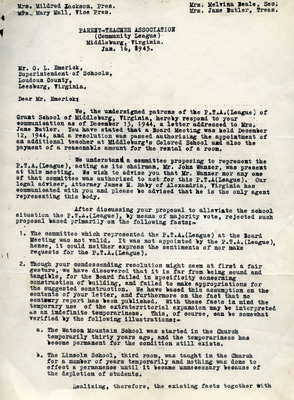 Mrs. Mildred Jackson, Pres.
Mrs. Mary Hall, Vice Pres.
Mrs. Melvina Beale, Sec.
Mrs. Jane Butler, Treas.
PARENT-TEACHER ASSOCIATION
(Community League)
Middleburg, Virginia.
Jan. 16, 1945.
Mr. O. L. Emerick,
Superintendent of Schools,
Loudoun County,
Leesburg, Virginia.
Dear Mr. Emerick:
We, the undersigned patrons of the P.T.A.(League) of
Grant School of Middleburg, Virginia, hereby respond to your
communication as of December 15, 1944, a letter addressed to Mrs.
Jane Butler. You have stated that a Board Meeting was held December
12, 1944, and a resolution was passed authorizing the appointment of
an additional teacher at Middleburg's Colored School and also the
payment of a reasonable amount for the rental of a room.
We understand a committee proposing to represent the
P.T.A.(League), acting as its chairman, Mr. John Wanzer, was present
at this meeting. We wish to advise you that Mr. Wanzer nor any one
of that committee was authorized to act for this P.T.A.(League). Our
legal adviser, Attorney James H. Raby of Alexandria, Virginia has
communicated with you and please be advised that he is the only agent
representing this body.
After discussing your proposal to alleviate the school
situation the P.T.A.(League), by means of majority vote, rejected such
proposal based primarily on the following facts:
1. The committee which represented the P.T.A.(League) at the Board
Meeting was not valid. It was not appointed by the P.T.A.(League),
hence, it could neither express the sentiments of nor make
requests for the P.T.A.(League).
2. Though your condescending resolution might seem at first a fair
gesture, we have discovered that it is far from being sound and
tangible, for the Board failed in specificity concerning
construction of building, and failed to make appropriations for
the suggested construction. We have based this assumption on the
contents of your letter, and furthermore on the fact that no
contrary report has been published. With these facts in mind the
temporary use of the edifice for territorial expansion may be interpreted
as an indefinite temporariness. This, of course, can be somewhat
verified by the following illustrations:-
a. The Watson Mountain School was started in the Church
temporarily thirty years ago, and the temporariness has
become permanent for the condition still exists.
b. The Lincoln School, third room, was taught in the Church
for a number of years temporarily and nothing was done to
effect a permanence until it became unnecessary because of
the depletion of students.
Realizing, therefore, the existing facts together with